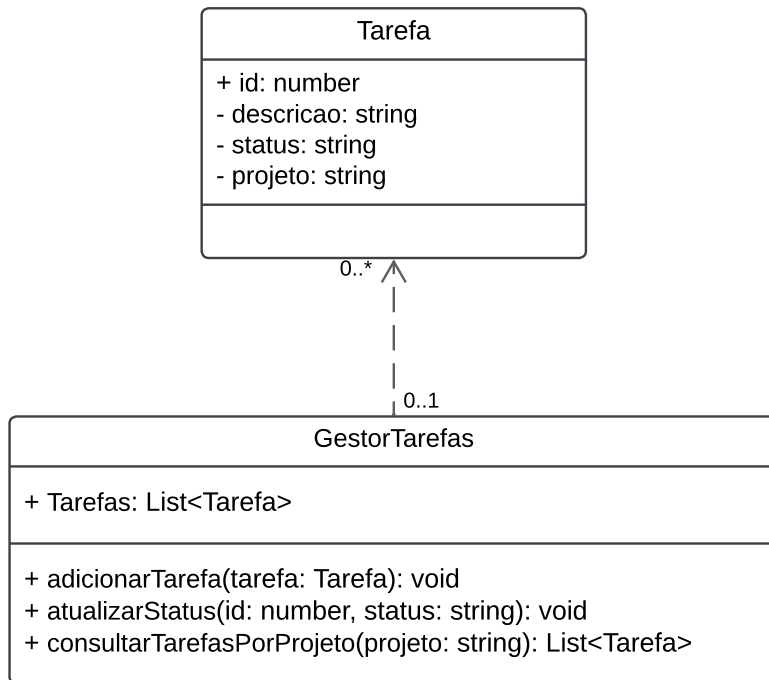 Tarefa
+ id: number
- descricao: string
- status: string
- projeto: string
0..*
0..1
GestorTarefas
+ Tarefas: List<Tarefa>
+ adicionarTarefa(tarefa: Tarefa): void
+ atualizarStatus(id: number, status: string): void
+ consultarTarefasPorProjeto(projeto: string): List<Tarefa>